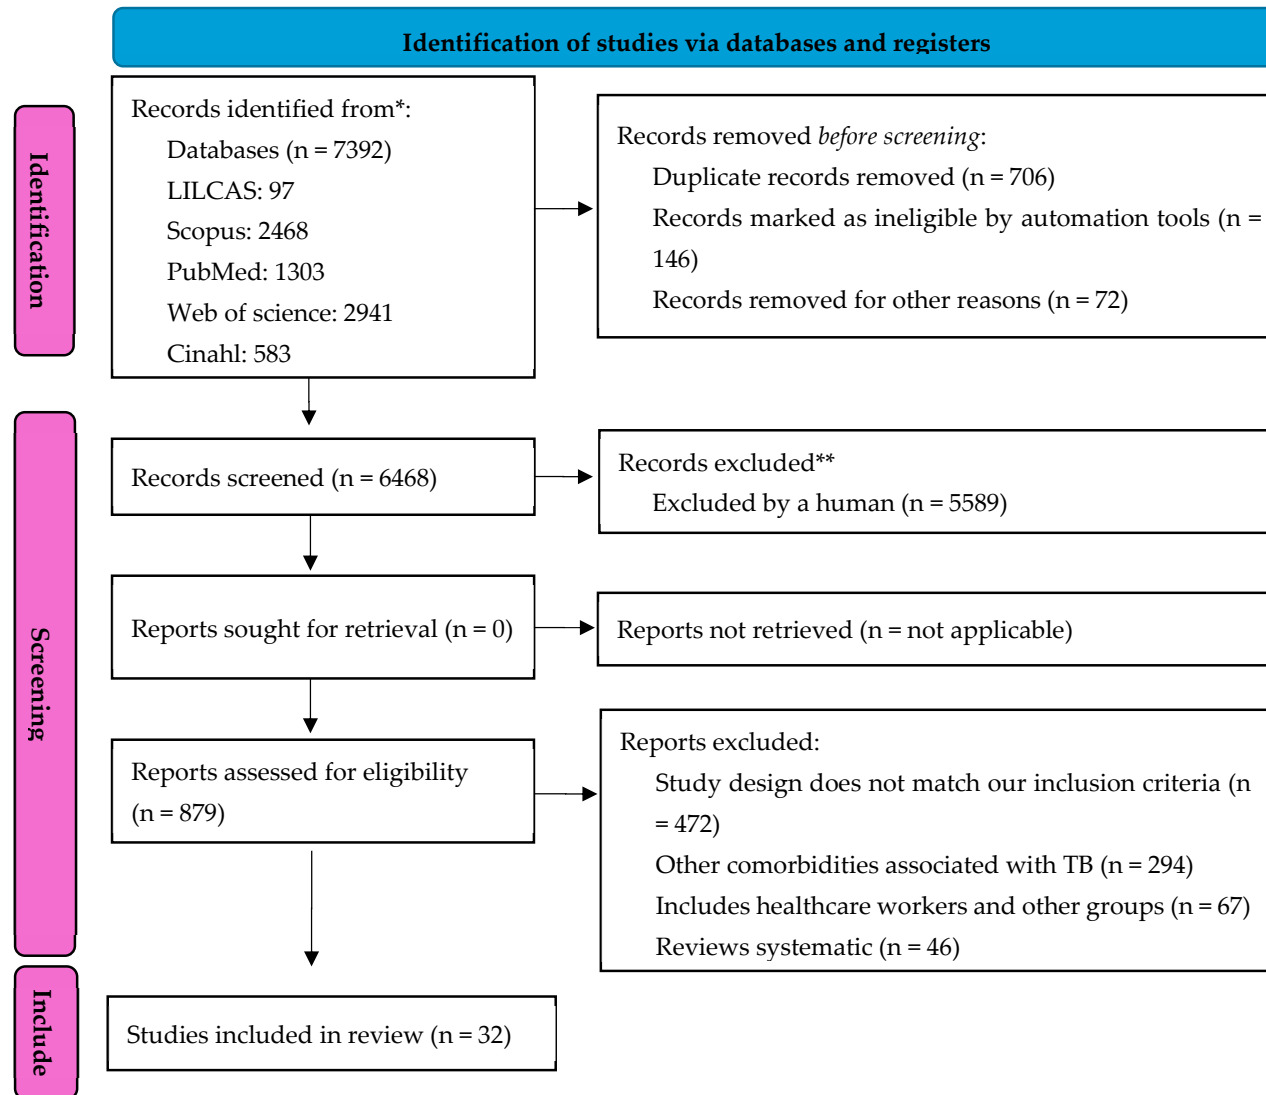 Identification of studies via databases and registers
Identification
Records identified from*:
Databases (n = 7392)
LILCAS: 97
Scopus: 2468
PubMed: 1303
Web of science: 2941
Cinahl: 583
Records removed before screening:
Duplicate records removed (n = 706)
Records marked as ineligible by automation tools (n =
146)
Records removed for other reasons (n = 72)
Screening
Records screened (n = 6468)
Records excluded**
Excluded by a human (n = 5589)
Reports sought for retrieval (n = 0)
Reports not retrieved (n = not applicable)
Reports assessed for eligibility
(n = 879)
Reports excluded:
Study design does not match our inclusion criteria (n
= 472)
Other comorbidities associated with TB (n = 294)
Includes healthcare workers and other groups (n = 67)
Reviews systematic (n = 46)
Include
Studies included in review (n = 32)